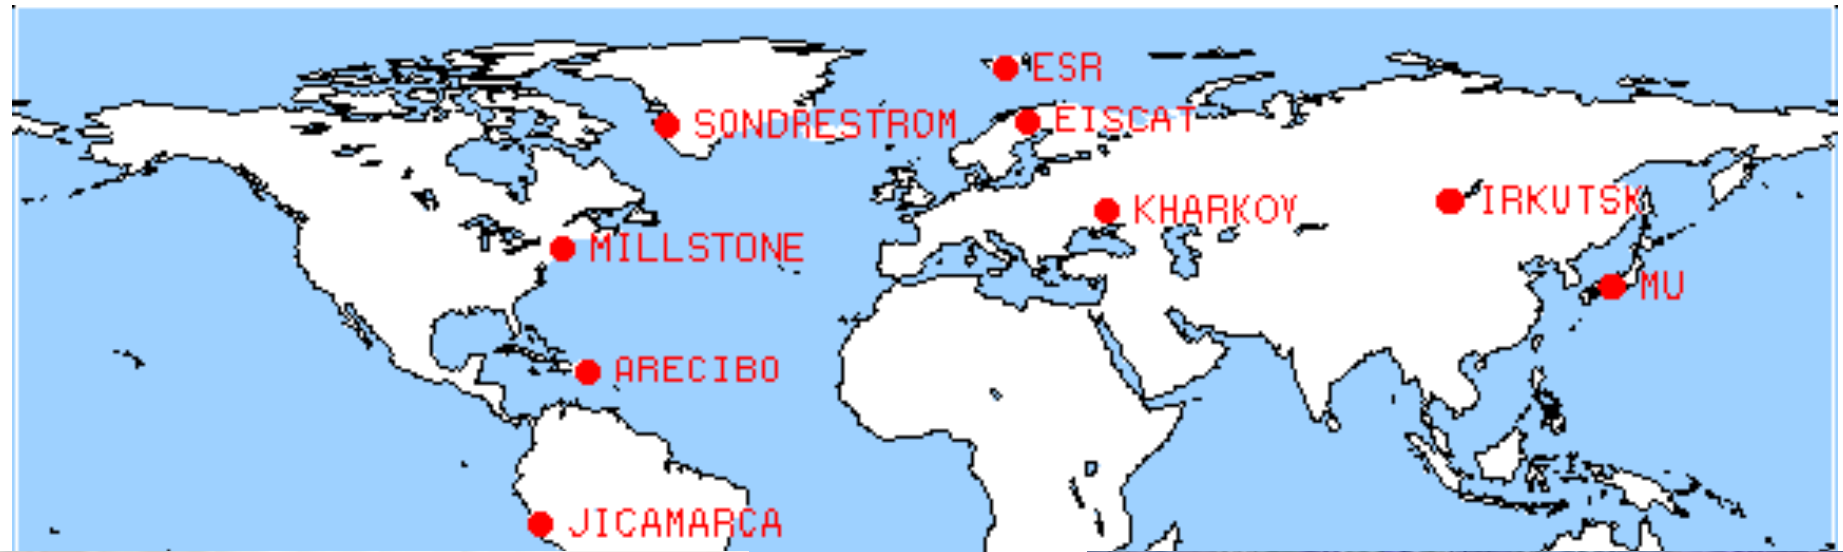 ESR
SONDRESTROM
EISCAT
KHARKOV
IRKUTSK
MILLSTONE
MU
ARECIBO
JICAMARCA